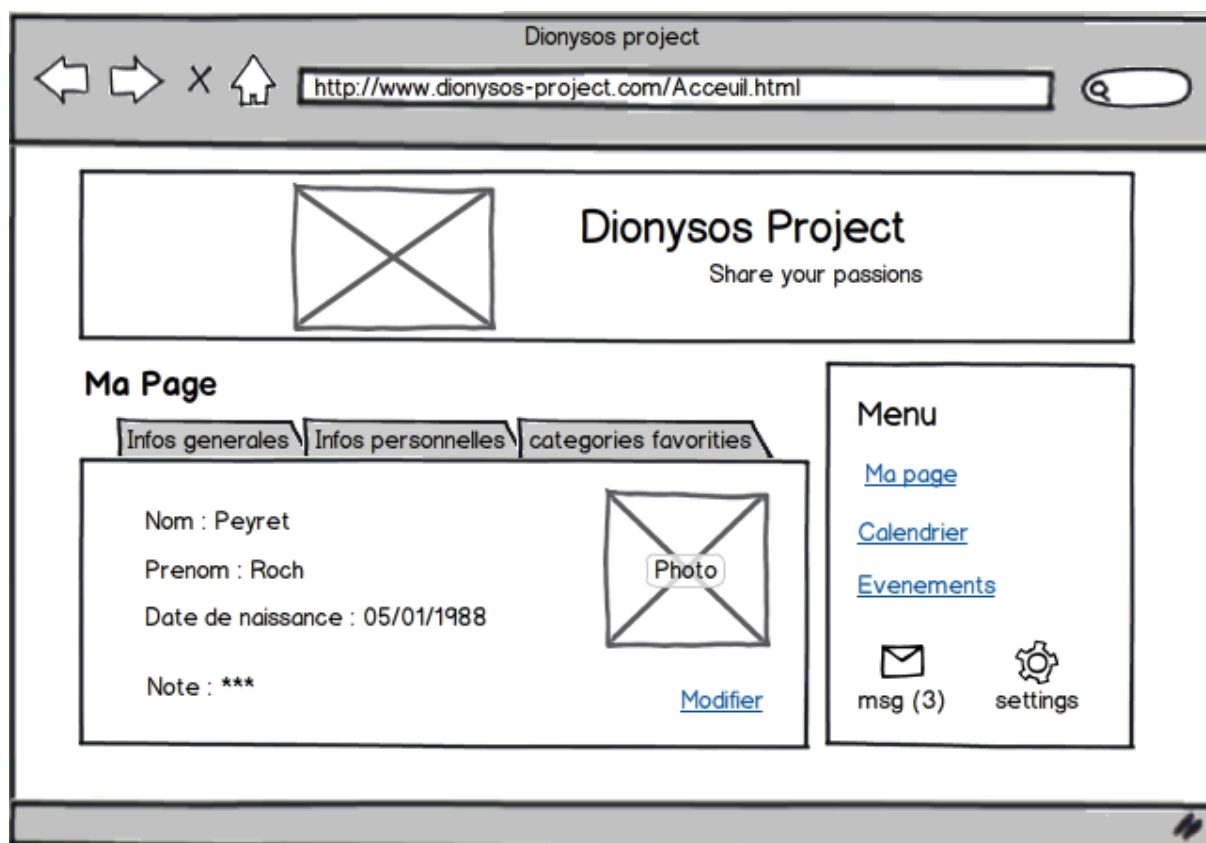 Dionysos project
http://www.dionysos-project.com/Acceuil.html
Dionysos Project
Share your passions
Ma Page
Infos generales Infos personnelles categories favorities
Nom : Peyret
Prenom : Roch
Date de naissance : 05/01/1988
Note : ***
Photo
Modifier
Menu
Ma page
Calendrier
Evenements
msg (3) settings